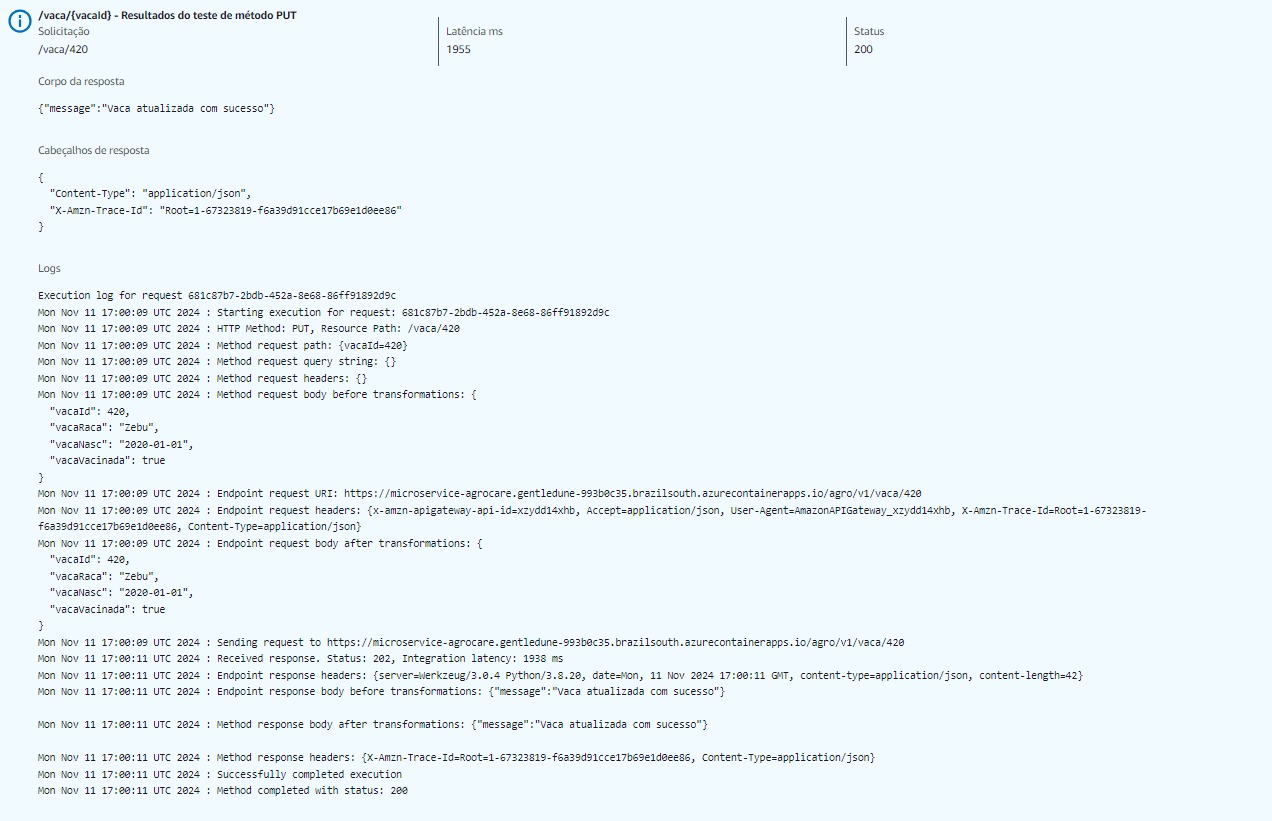 /vaca/{vacaId} - Resultados do teste de método PUT
Solicitação
/vaca/420
Latência ms
1955
Status
200
Corpo da resposta
{"message":"Vaca atualizada com sucesso"}
Cabeçalhos de resposta
{
"Content-Type": "application/json",
"X-Amzn-Trace-Id": "Root=1-67323819-f6a39d91cce17b69e1d0ee86"
}
Logs
Execution log for request 681c87b7-2bdb-452a-8e68-86ff91892d9c
Mon Nov 11 17:00:09 UTC 2024 : Starting execution for request: 681c87b7-2bdb-452a-8e68-86ff91892d9c
Mon Nov 11 17:00:09 UTC 2024 : HTTP Method: PUT, Resource Path: /vaca/420
Mon Nov 11 17:00:09 UTC 2024 : Method request path: {vacaId=420}
Mon Nov 11 17:00:09 UTC 2024 : Method request query string: {}
Mon Nov 11 17:00:09 UTC 2024 : Method request headers: {}
Mon Nov 11 17:00:09 UTC 2024 : Method request body before transformations: {
"vacaId": 420,
"vacaRaca": "Zebu",
"vacaNasc": "2020-01-01",
"vacaVacinada": true
}
Mon Nov 11 17:00:09 UTC 2024 : Endpoint request URI: https://microservice-agrocare.gentledune-993b0c35.brazilsouth.azurecontainerapps.io/agro/v1/vaca/420
Mon Nov 11 17:00:09 UTC 2024 : Endpoint request headers: {x-amzn-apigateway-api-id=xzydd14xhb, Accept=application/json, User-Agent=AmazonAPIGateway_xzydd14xhb, X-Amzn-Trace-Id=Root=1-67323819-
f6a39d91cce17b69e1d0ee86, Content-Type=application/json}
Mon Nov 11 17:00:09 UTC 2024 : Endpoint request body after transformations: {
"vacaId": 420,
"vacaRaca": "Zebu",
"vacaNasc": "2020-01-01",
"vacaVacinada": true
}
Mon Nov 11 17:00:09 UTC 2024 : Sending request to https://microservice-agrocare.gentledune-993b0c35.brazilsouth.azurecontainerapps.io/agro/v1/vaca/420
Mon Nov 11 17:00:11 UTC 2024 : Received response. Status: 202, Integration latency: 1938 ms
Mon Nov 11 17:00:11 UTC 2024 : Endpoint response headers: {server=Werkzeug/3.0.4 Python/3.8.20, date=Mon, 11 Nov 2024 17:00:11 GMT, content-type=application/json, content-length=42}
Mon Nov 11 17:00:11 UTC 2024 : Endpoint response body before transformations: {"message":"Vaca atualizada com sucesso"}
Mon Nov 11 17:00:11 UTC 2024 : Method response body after transformations: {"message":"Vaca atualizada com sucesso"}
Mon Nov 11 17:00:11 UTC 2024 : Method response headers: {X-Amzn-Trace-Id=Root=1-67323819-f6a39d91cce17b69e1d0ee86, Content-Type=application/json}
Mon Nov 11 17:00:11 UTC 2024 : Successfully completed execution
Mon Nov 11 17:00:11 UTC 2024 : Method completed with status: 200